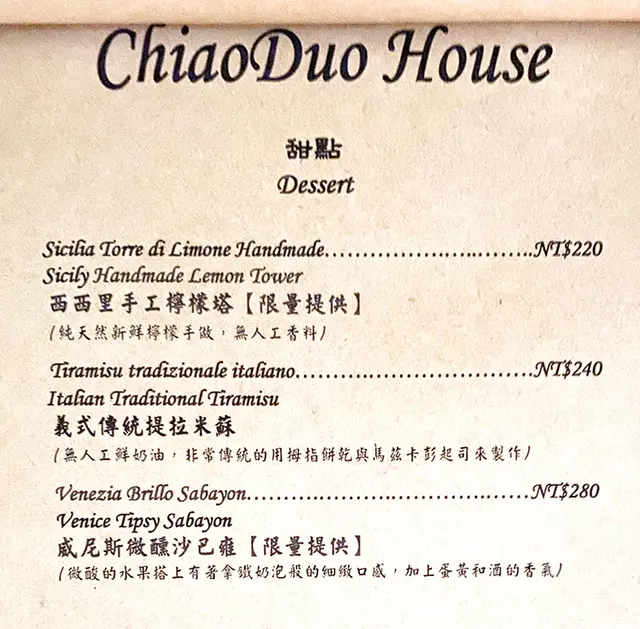 ChiaoDuo House
甜點
Dessert
Sicilia Torre di Limone Handmade........................NT$220
Sicily Handmade Lemon Tower
西西里手工檸檬塔【限量提供】
(純天然新鮮檸檬手做，無人工香料)
Tiramisu tradizionale italiano...........................NT$240
Italian Traditional Tiramisu
義式傳統提拉米蘇
(無人工鮮奶油，非常傳統的用拇指餅乾與馬茲卡彭起司來製作)
Venezia Brillo Sabayon................................NT$280
Venice Tipsy Sabayon
威尼斯微醺沙巴雍【限量提供】
(微酸的水果搭上有著拿鐵奶泡般的細緻口感，加上蛋黃和酒的香氣)